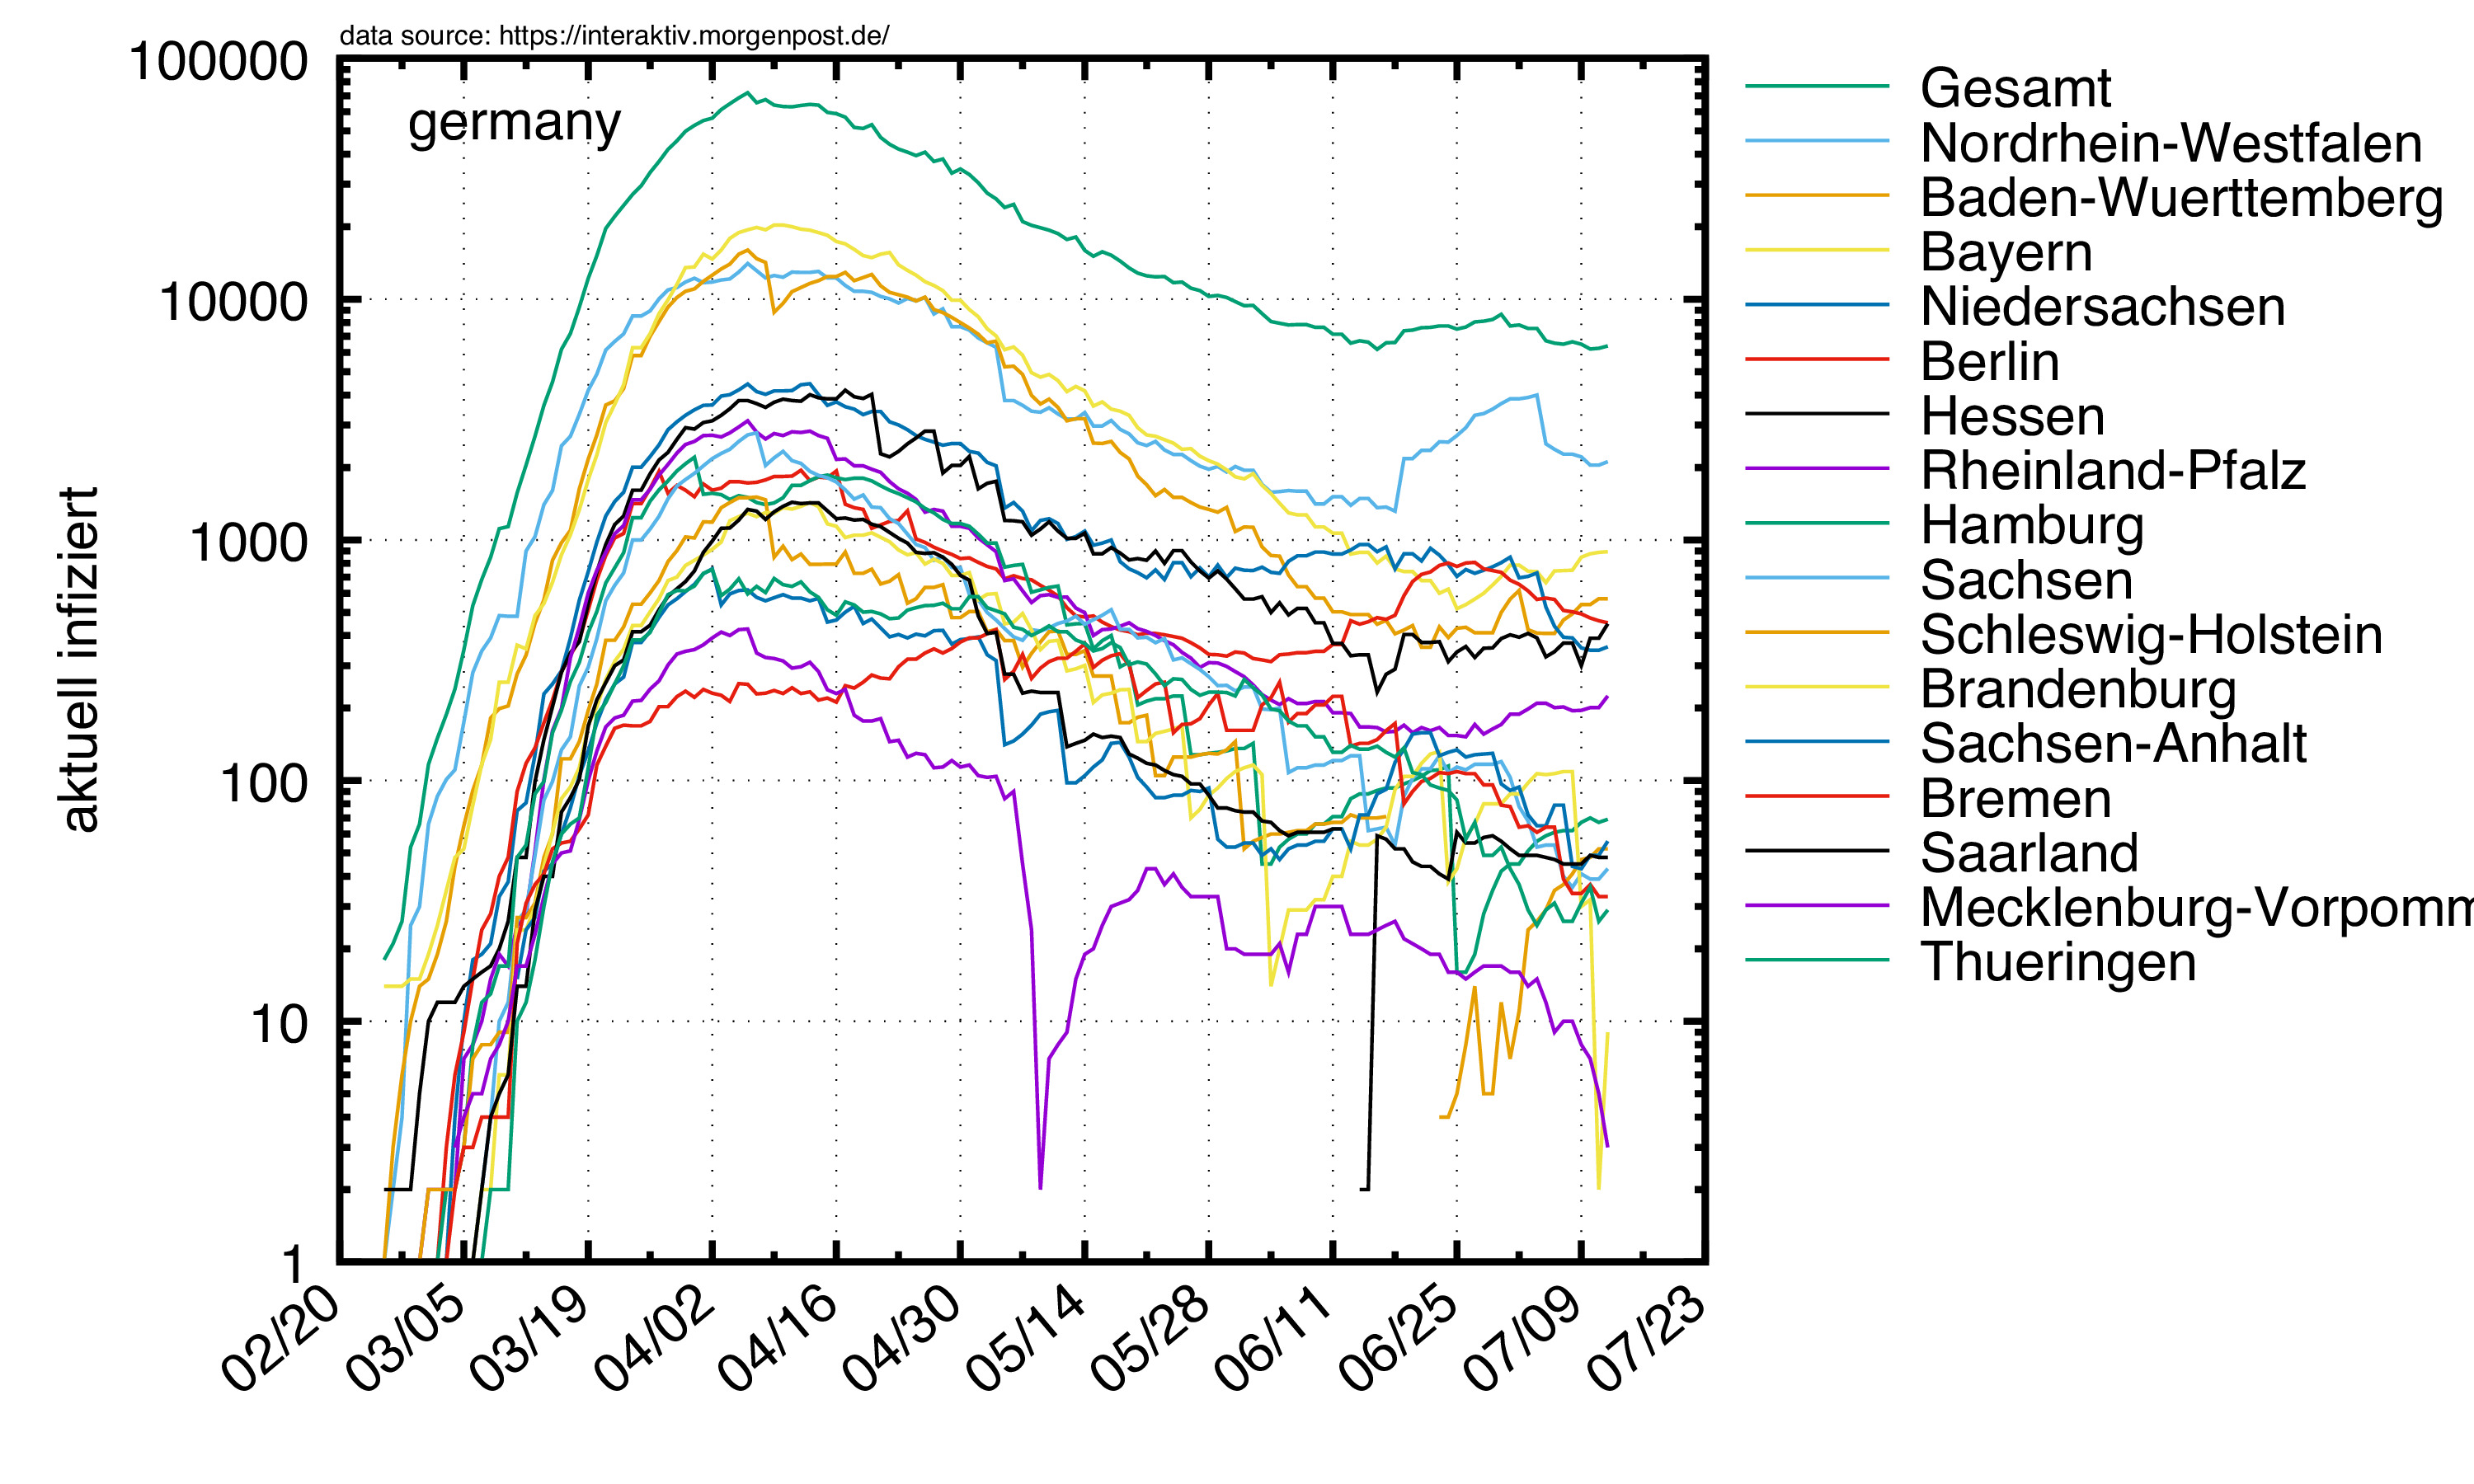 data source: https://interaktiv.morgenpost.de/
100000
10000
1000
100
10
1
aktuell infiziert
germany
02/20
03/05
03/19
04/02
04/16
04/30
05/14
05/28
06/11
06/25
07/09
07/23
Gesamt
Nordrhein-Westfalen
Baden-Wuerttemberg
Bayern
Niedersachsen
Berlin
Hessen
Rheinland-Pfalz
Hamburg
Sachsen
Schleswig-Holstein
Brandenburg
Sachsen-Anhalt
Bremen
Saarland
Mecklenburg-Vorpomm
Thueringen